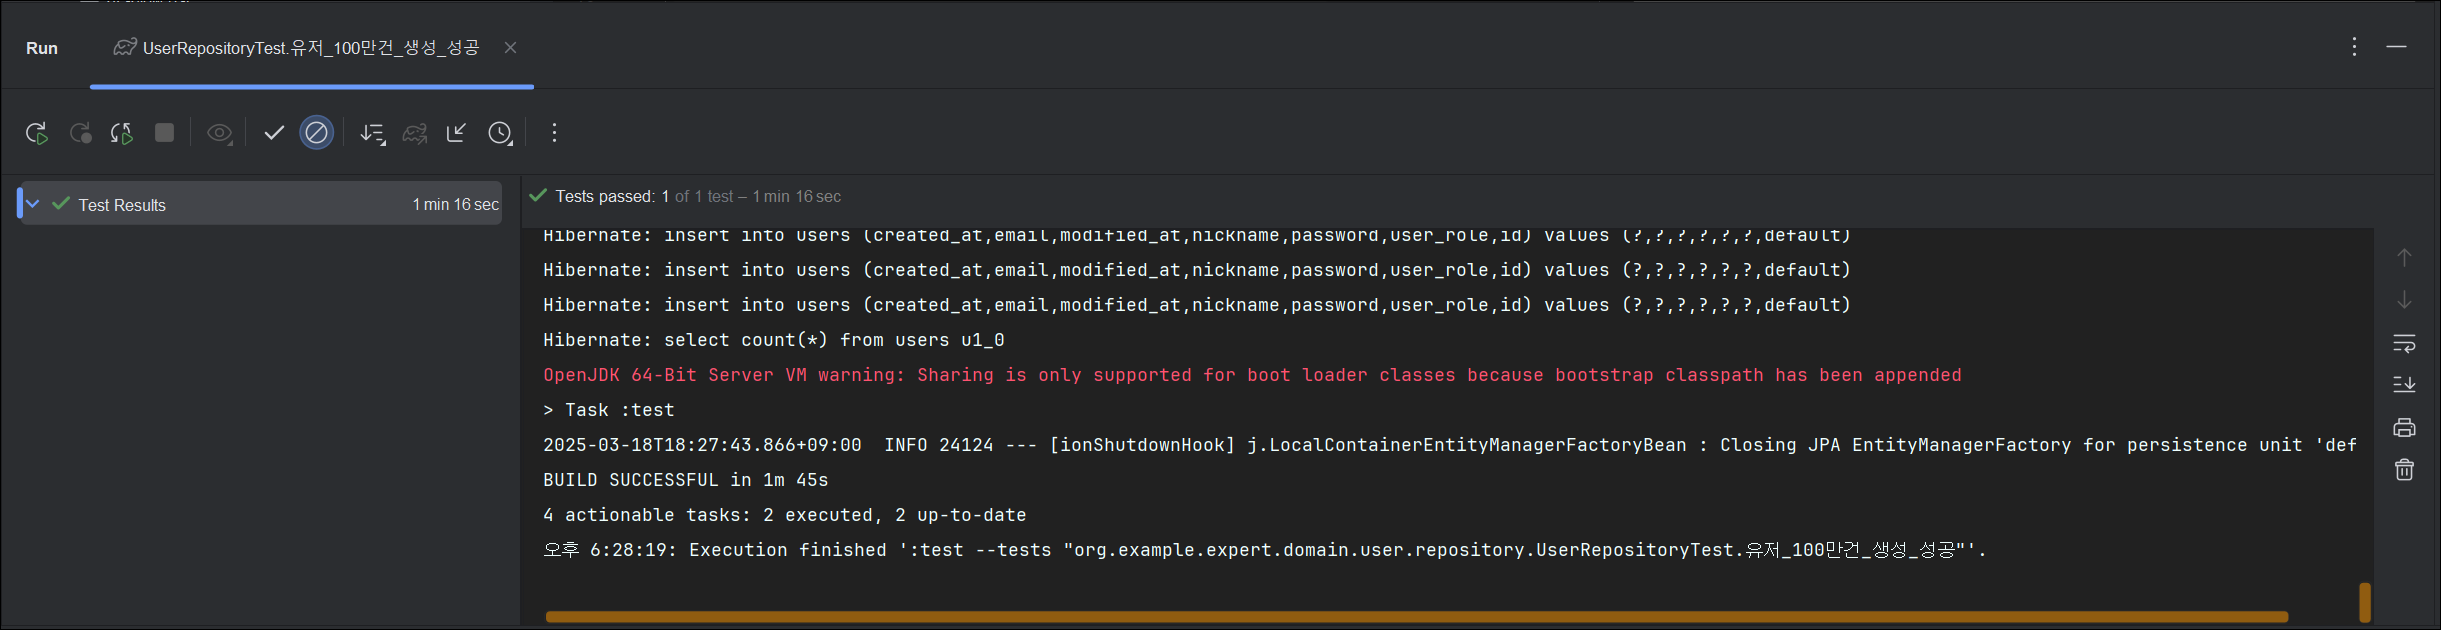 Run
UserRepositoryTest.유저_100만건_생성_성공
Test Results 1 min 16 sec
Tests passed: 1 of 1 test – 1 min 16 sec
Hibernate: insert into users (created_at,email,modified_at,nickname,password,user_role,id) values (?,?,?,?,?,?,default)
Hibernate: insert into users (created_at,email,modified_at,nickname,password,user_role,id) values (?,?,?,?,?,?,default)
Hibernate: insert into users (created_at,email,modified_at,nickname,password,user_role,id) values (?,?,?,?,?,?,default)
Hibernate: select count(*) from users u1_0
OpenJDK 64-Bit Server VM warning: Sharing is only supported for boot loader classes because bootstrap classpath has been appended
> Task :test
2025-03-18T18:27:43.866+09:00  INFO 24124 --- [ionShutdownHook] j.LocalContainerEntityManagerFactoryBean : Closing JPA EntityManagerFactory for persistence unit 'def
BUILD SUCCESSFUL in 1m 45s
4 actionable tasks: 2 executed, 2 up-to-date
오후 6:28:19: Execution finished ':test --tests "org.example.expert.domain.user.repository.UserRepositoryTest.유저_100만건_생성_성공"'.